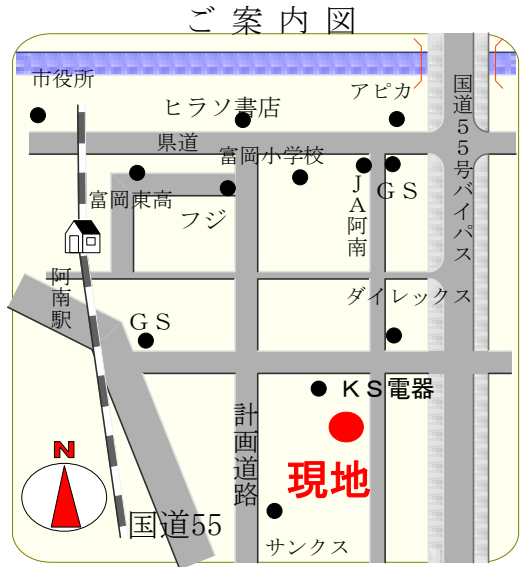 ご案内図
市役所
アピカ
ヒラソ書店
国道55号バイパス
県道
富岡小学校
富岡東高
フジ
JA阿南
GS
阿南駅
ダイレックス
GS
KS電器
計画道路
現地
N
国道55
サンクス